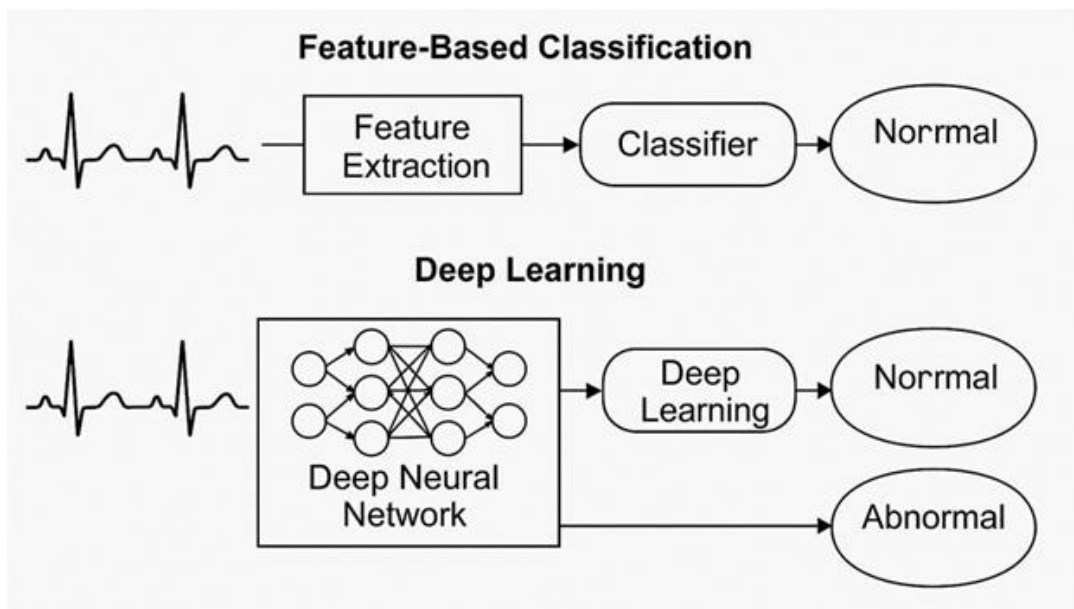 Feature-Based Classification
Feature
Extraction
Classifier
Norrmal
Deep Learning
Deep Neural
Network
Deep
Learning
Norrmal
Abnormal